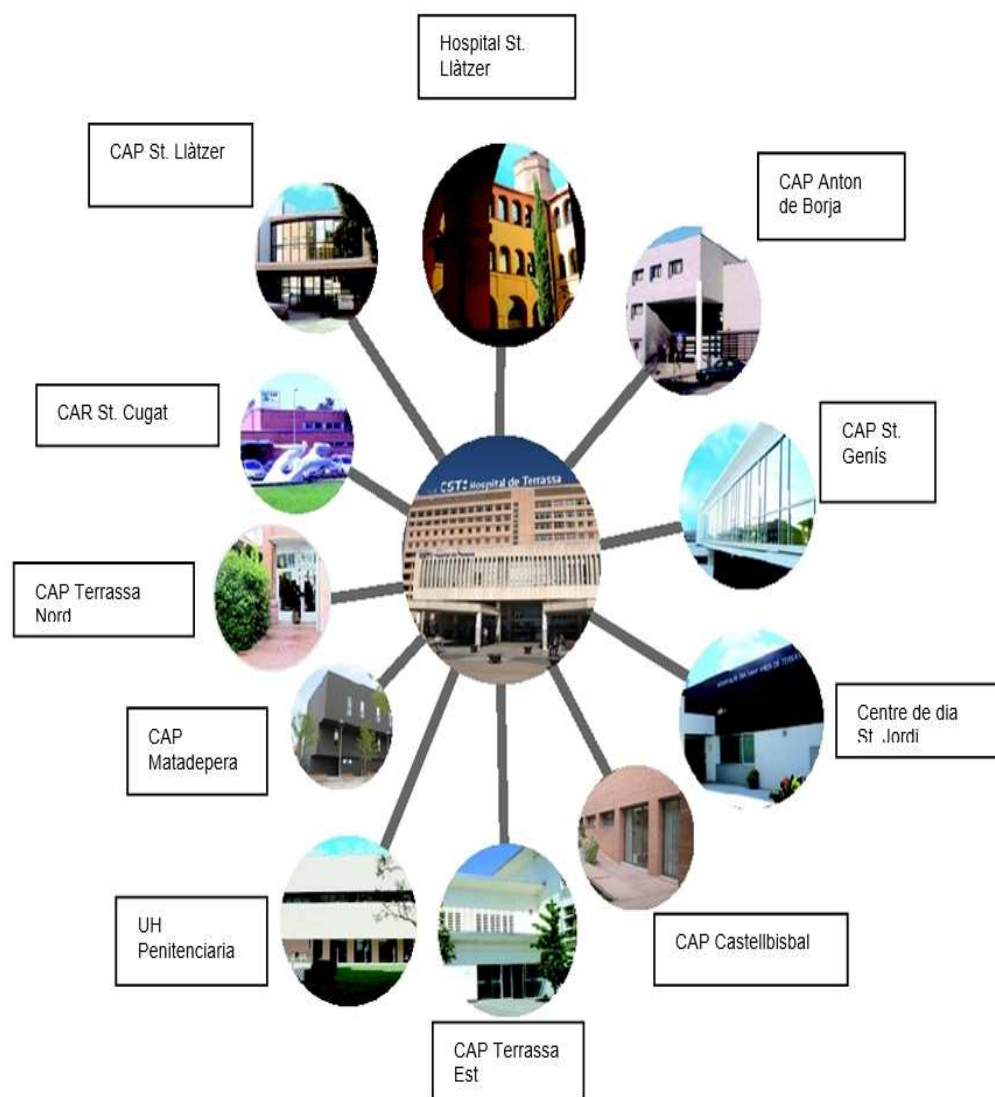 Hospital St.
Llàtzer
CAP St. Llàtzer
CAP Anton
de Borja
CAR St. Cugat
CAP St.
Genís
CST Hospital de Terrassa
CAP Terrassa
Nord
Centre de dia
St. Jordi
CAP
Matadepera
UH
Penitenciaria
CAP Castellbisbal
CAP Terrassa
Est